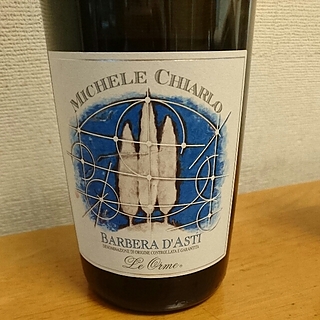 MICHELE CHIARLO
BARBERA D'ASTI
DENOMINAZIONE DI ORIGINE CONTROLLATA E GARANTITA
Le Orme